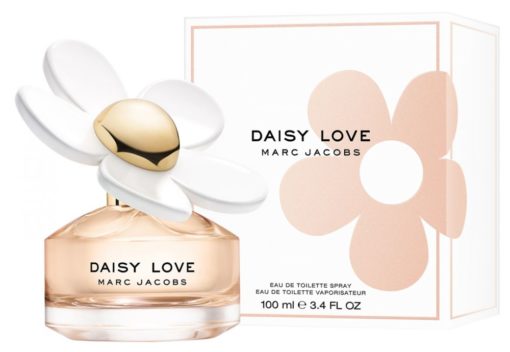 DAISY LOVE
MARC JACOBS
EAU DE TOILETTE SPRAY
EAU DE TOILETTE VAPORISATEUR
100 ml ℮ 3.4 FL OZ
DAISY LOVE
MARC JACOBS